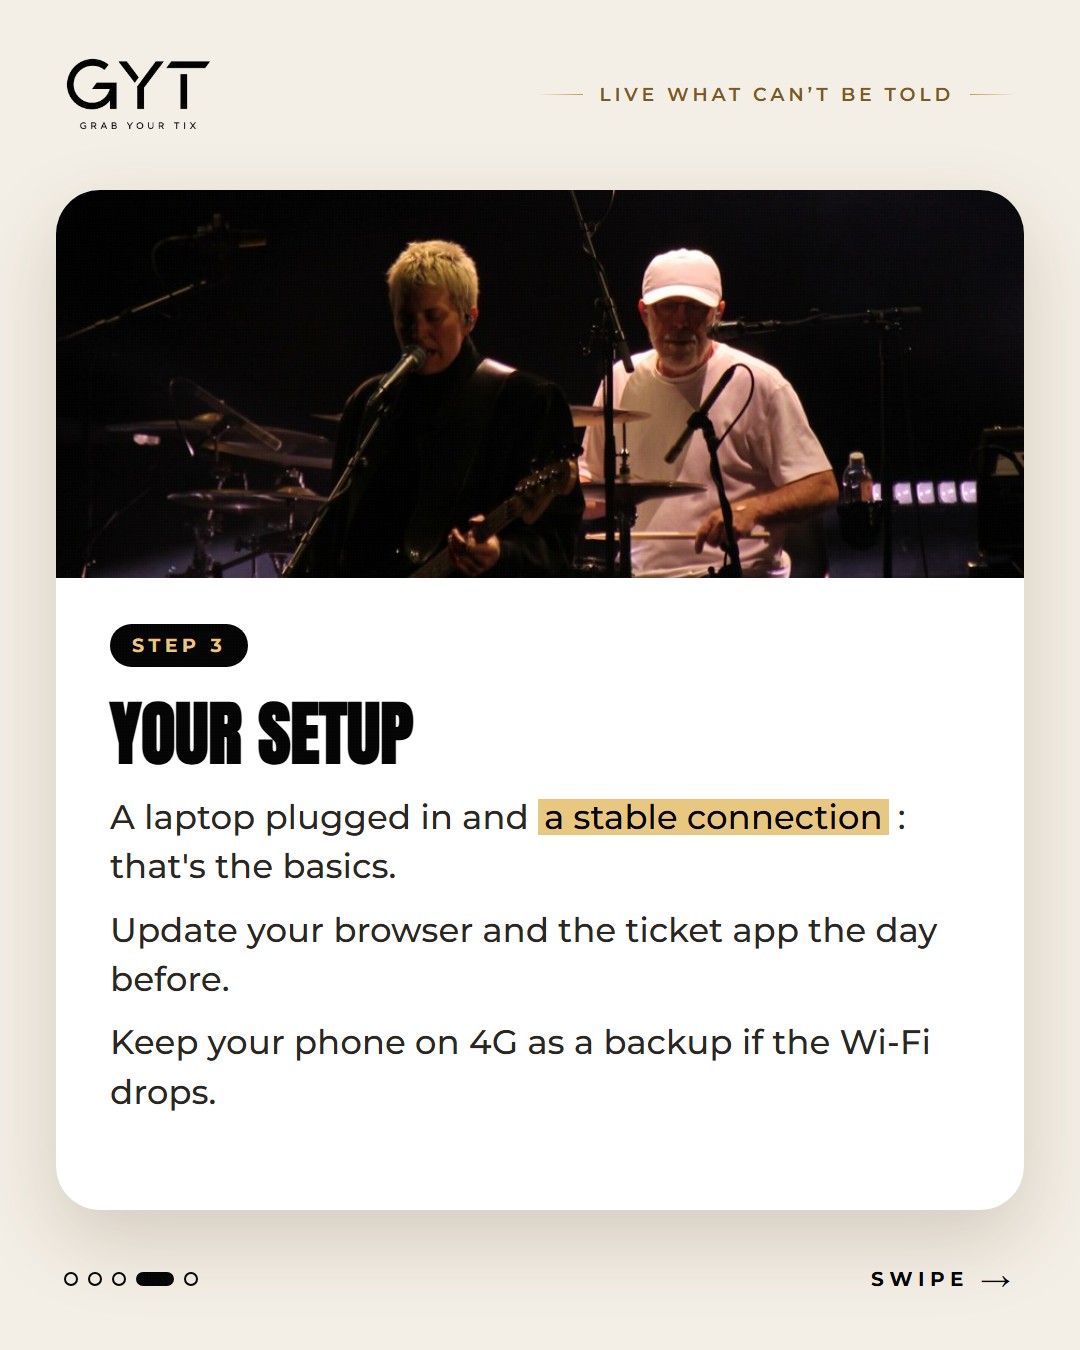 GYT
GRAB YOUR TIX
LIVE WHAT CAN’T BE TOLD
STEP 3
YOUR SETUP
A laptop plugged in and a stable connection :
that's the basics.
Update your browser and the ticket app the day
before.
Keep your phone on 4G as a backup if the Wi-Fi
drops.
SWIPE →